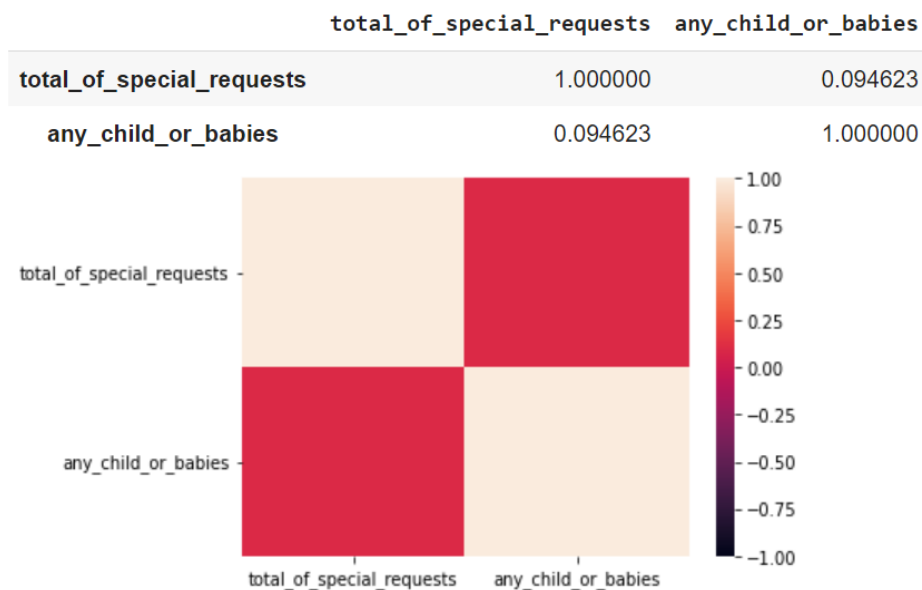 total_of_special_requests any_child_or_babies
total_of_special_requests 1.000000 0.094623
any_child_or_babies 0.094623 1.000000
1.00
0.75
total_of_special_requests
0.50
0.25
0.00
-0.25
any_child_or_babies
-0.50
-0.75
-1.00
total_of_special_requests any_child_or_babies